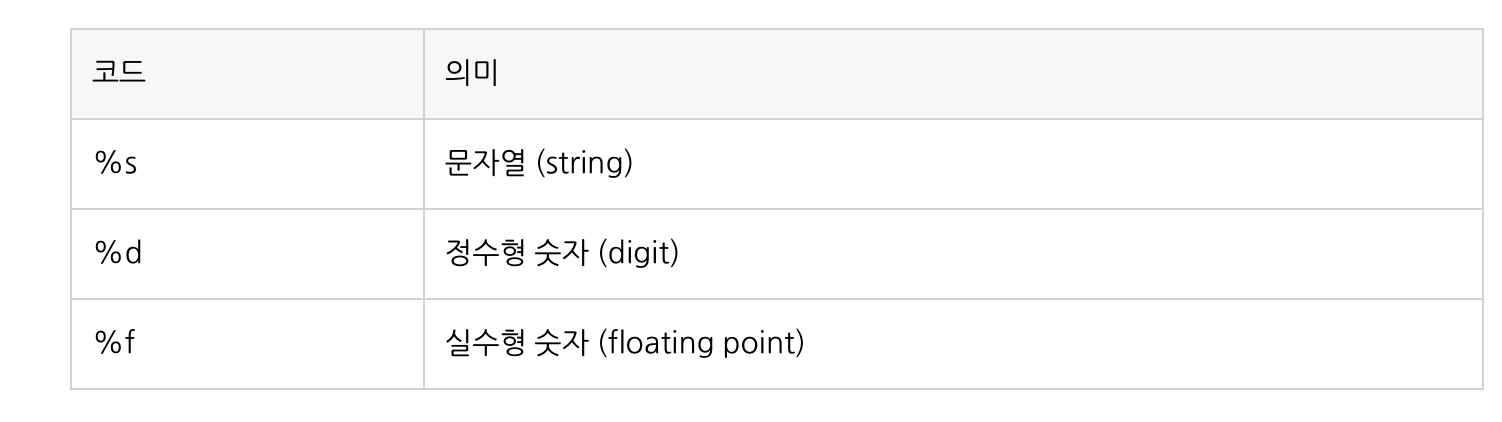 코드 의미
%s 문자열 (string)
%d 정수형 숫자 (digit)
%f 실수형 숫자 (floating point)